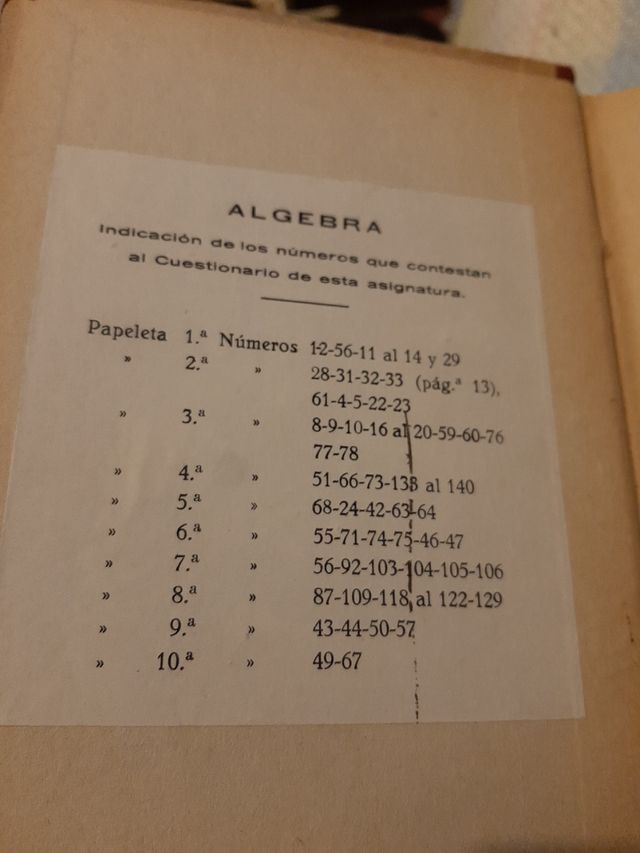 ALGEBRA
Indicación de los números que contestan
al Cuestionario de esta asignatura.
Papeleta 1.ª Números 1-2-56-11 al 14 y 29
» 2.ª » 28-31-32-33 (pág.ª 13),
61-4-5-22-23
» 3.ª » 8-9-10-16 al 20-59-60-76
77-78
» 4.ª » 51-66-73-133 al 140
» 5.ª » 68-24-42-63-64
» 6.ª » 55-71-74-75-46-47
» 7.ª » 56-92-103-104-105-106
» 8.ª » 87-109-118 al 122-129
» 9.ª » 43-44-50-57
» 10.ª » 49-67